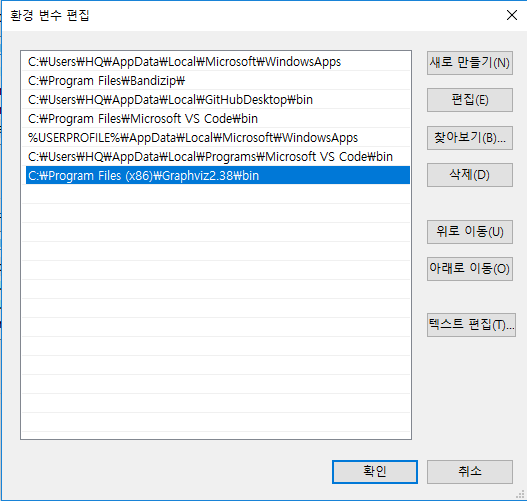 환경 변수 편집
C:₩Users₩HQ₩AppData₩Local₩Microsoft₩WindowsApps
C:₩Program Files₩Bandizip₩
C:₩Users₩HQ₩AppData₩Local₩GitHubDesktop₩bin
C:₩Program Files₩Microsoft VS Code₩bin
%USERPROFILE%₩AppData₩Local₩Microsoft₩WindowsApps
C:₩Users₩HQ₩AppData₩Local₩Programs₩Microsoft VS Code₩bin
C:₩Program Files (x86)₩Graphviz2.38₩bin
새로 만들기(N)
편집(E)
찾아보기(B)...
삭제(D)
위로 이동(U)
아래로 이동(O)
텍스트 편집(T)...
확인
취소